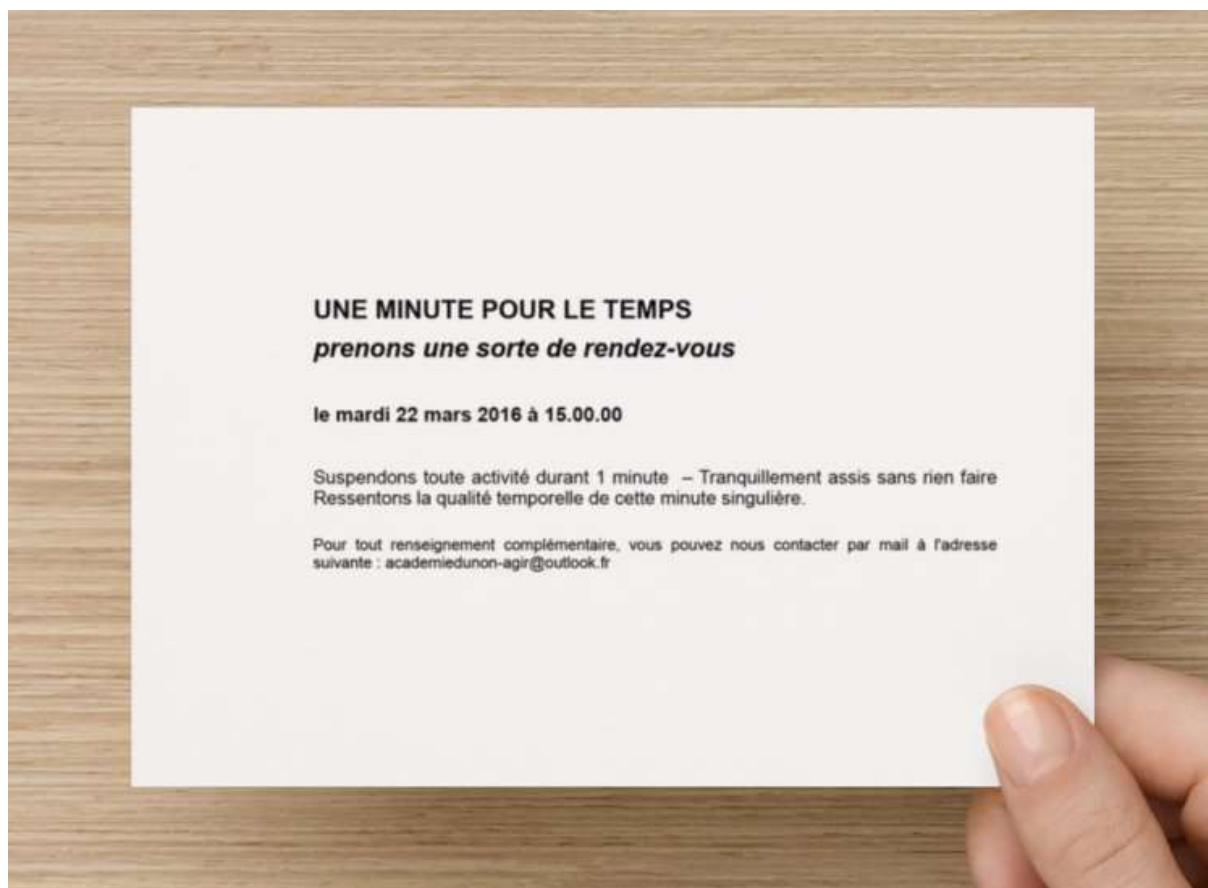 UNE MINUTE POUR LE TEMPS
prenons une sorte de rendez-vous
le mardi 22 mars 2016 à 15.00.00
Suspendons toute activité durant 1 minute – Tranquillement assis sans rien faire
Ressentons la qualité temporelle de cette minute singulière.
Pour tout renseignement complémentaire, vous pouvez nous contacter par mail à l'adresse
suivante : academiedunon-agir@outlook.fr